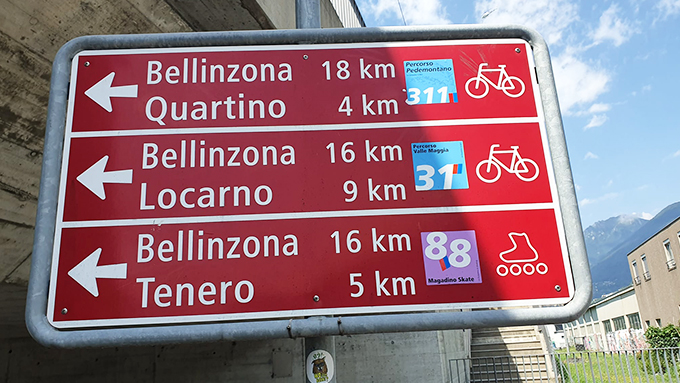 Bellinzona 18 km
Quartino 4 km
Percorso
Pedemontano
311
Bellinzona 16 km
Locarno 9 km
Percorso
Valle Maggia
31
Bellinzona 16 km
Tenero 5 km
88
Magadino Skate